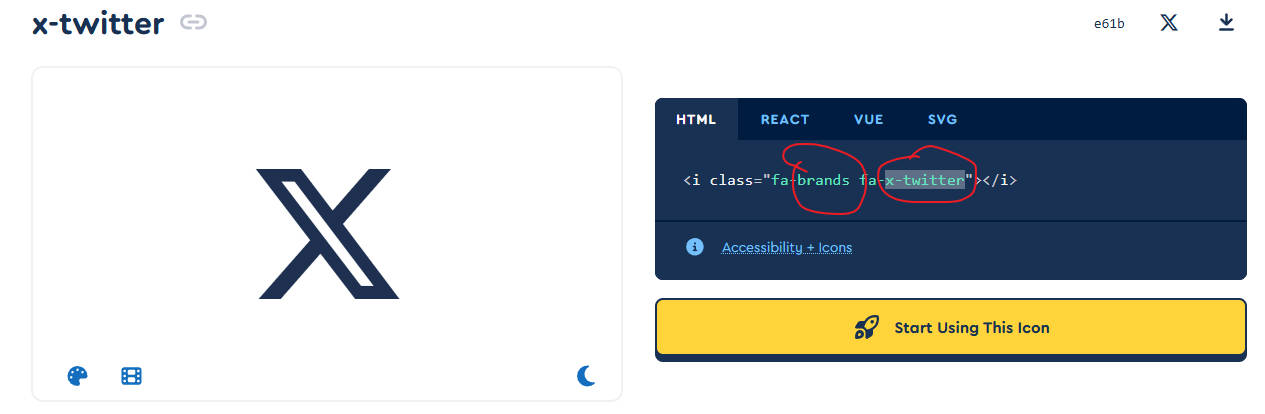 x-twitter
e61b
HTML REACT VUE SVG
<i class="fa-brands fa-x-twitter"></i>
Accessibility + Icons
Start Using This Icon